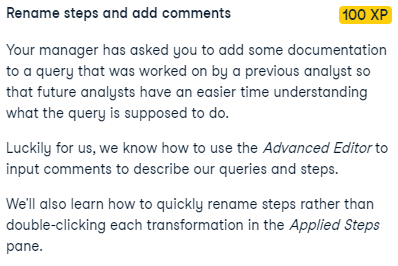 Rename steps and add comments
100 XP
Your manager has asked you to add some documentation
to a query that was worked on by a previous analyst so
that future analysts have an easier time understanding
what the query is supposed to do.
Luckily for us, we know how to use the Advanced Editor to
input comments to describe our queries and steps.
We'll also learn how to quickly rename steps rather than
double-clicking each transformation in the Applied Steps
pane.